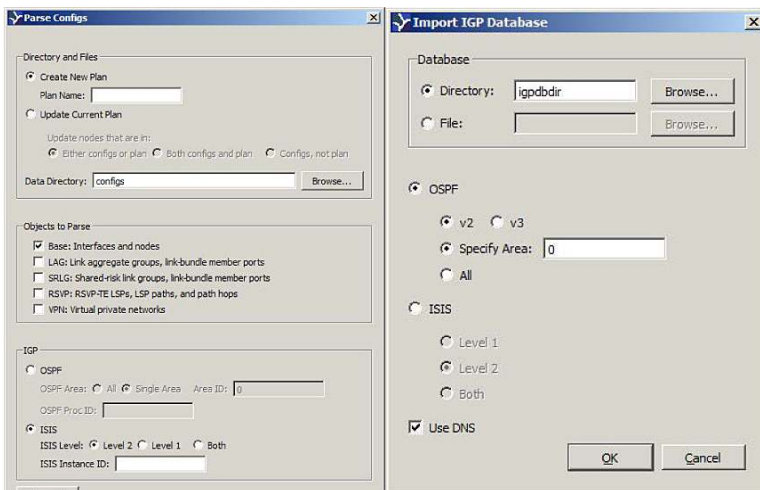 Parse Configs
Directory and Files
Create New Plan
Plan Name:
Update Current Plan
Update nodes that are in:
Either configs or plan Both configs and plan Configs, not plan
Data Directory: configs Browse...
Objects to Parse
Base: Interfaces and nodes
LAG: Link aggregate groups, link-bundle member ports
SRLG: Shared-risk link groups, link-bundle member ports
RSVP: RSVP-TE LSPs, LSP paths, and path hops
VPN: Virtual private networks
IGP
OSPF
OSPF Area: All Single Area Area ID: 0
OSPF Proc ID:
ISIS
ISIS Level: Level 2 Level 1 Both
ISIS Instance ID:
Import IGP Database
Database
Directory: igpdbdir Browse...
File: Browse...
OSPF
v2 v3
Specify Area: 0
All
ISIS
Level 1
Level 2
Both
Use DNS
OK Cancel